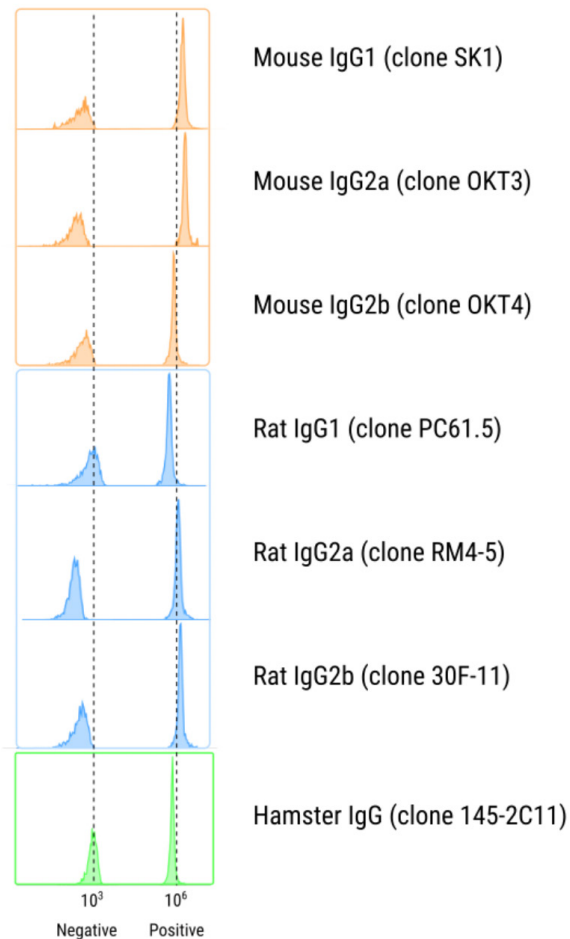 Mouse IgG1 (clone SK1)
Mouse IgG2a (clone OKT3)
Mouse IgG2b (clone OKT4)
Rat IgG1 (clone PC61.5)
Rat IgG2a (clone RM4-5)
Rat IgG2b (clone 30F-11)
Hamster IgG (clone 145-2C11)
10³ 10⁶
Negative Positive